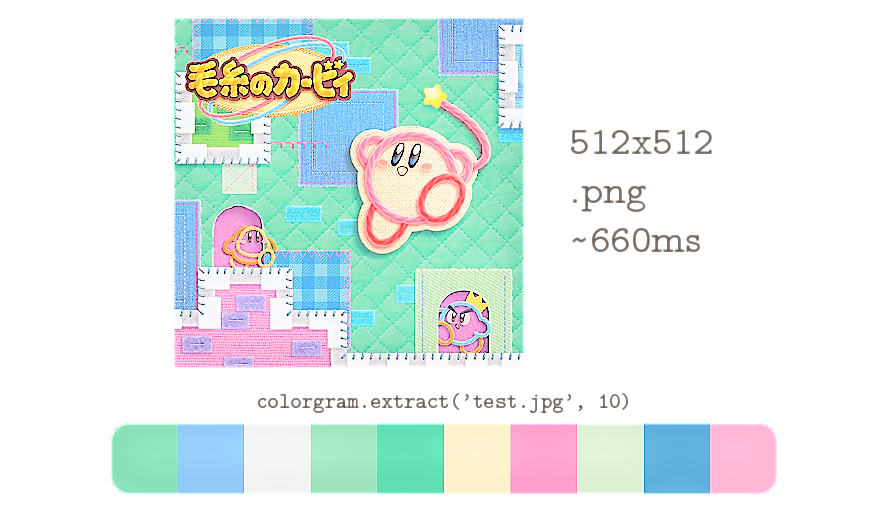 毛糸のカービィ
512x512
.png
~660ms
colorgram.extract('test.jpg', 10)